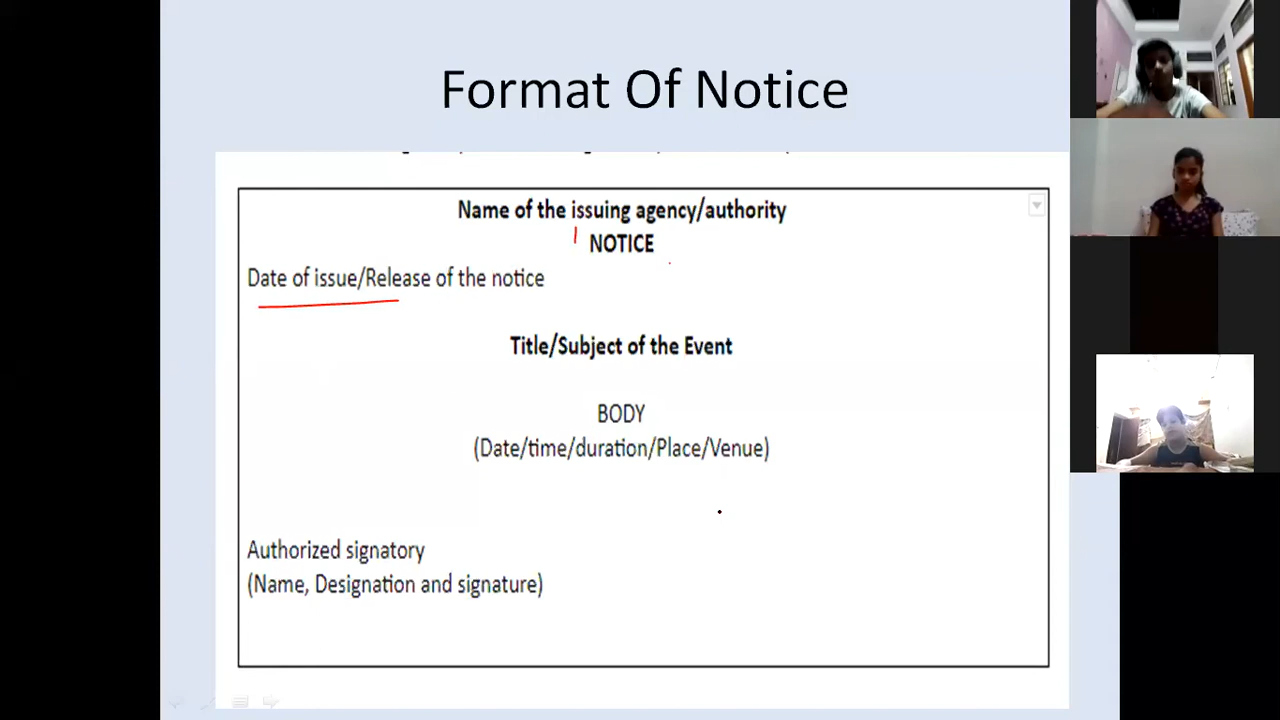 Format Of Notice
Name of the issuing agency/authority
NOTICE
Date of issue/Release of the notice
Title/Subject of the Event
BODY
(Date/time/duration/Place/Venue)
Authorized signatory
(Name, Designation and signature)